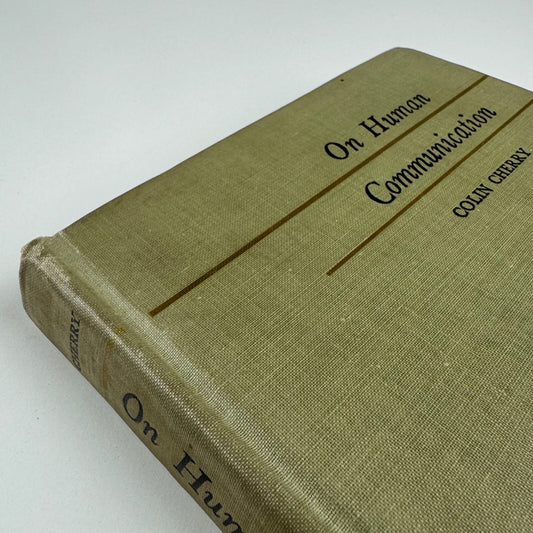 On Human
Communication
COLIN CHERRY
CHERRY
On Hum